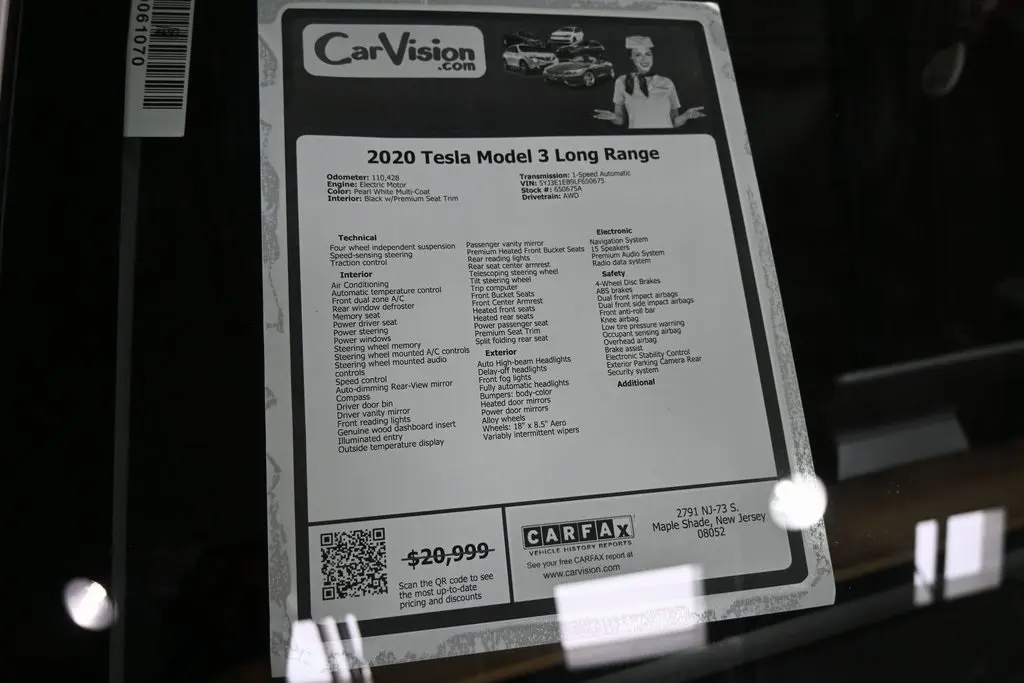 061070
CarVision
.com
2020 Tesla Model 3 Long Range
Odometer: 110,428
Engine: Electric Motor
Color: Pearl White Multi-Coat
Interior: Black w/Premium Seat Trim
Transmission: 1-Speed Automatic
VIN: 5YJ3E1EB9LF650675
Stock #: 650675A
Drivetrain: AWD
Technical
Four wheel independent suspension
Speed-sensing steering
Traction control
Interior
Air Conditioning
Automatic temperature control
Front dual zone A/C
Rear window defroster
Memory seat
Power driver seat
Power steering
Power windows
Steering wheel memory
Steering wheel mounted A/C controls
Steering wheel mounted audio
controls
Speed control
Auto-dimming Rear-View mirror
Compass
Driver door bin
Driver vanity mirror
Front reading lights
Genuine wood dashboard insert
Illuminated entry
Outside temperature display
Passenger vanity mirror
Premium Heated Front Bucket Seats
Rear reading lights
Rear seat center armrest
Telescoping steering wheel
Tilt steering wheel
Trip computer
Front Bucket Seats
Front Center Armrest
Heated front seats
Heated rear seats
Power passenger seat
Premium Seat Trim
Split folding rear seat
Exterior
Auto High-beam Headlights
Delay-off headlights
Front fog lights
Fully automatic headlights
Bumpers: body-color
Heated door mirrors
Power door mirrors
Alloy wheels
Wheels: 18" x 8.5" Aero
Variably intermittent wipers
Electronic
Navigation System
15 Speakers
Premium Audio System
Radio data system
Safety
4-Wheel Disc Brakes
ABS brakes
Dual front impact airbags
Dual front side impact airbags
Front anti-roll bar
Knee airbag
Low tire pressure warning
Occupant sensing airbag
Overhead airbag
Brake assist
Electronic Stability Control
Exterior Parking Camera Rear
Security system
Additional
$20,999
Scan the QR code to see
the most up-to-date
pricing and discounts
CARFAX
VEHICLE HISTORY REPORTS
See your free CARFAX report at
www.carvision.com
2791 NJ-73 S.
Maple Shade, New Jersey
08052